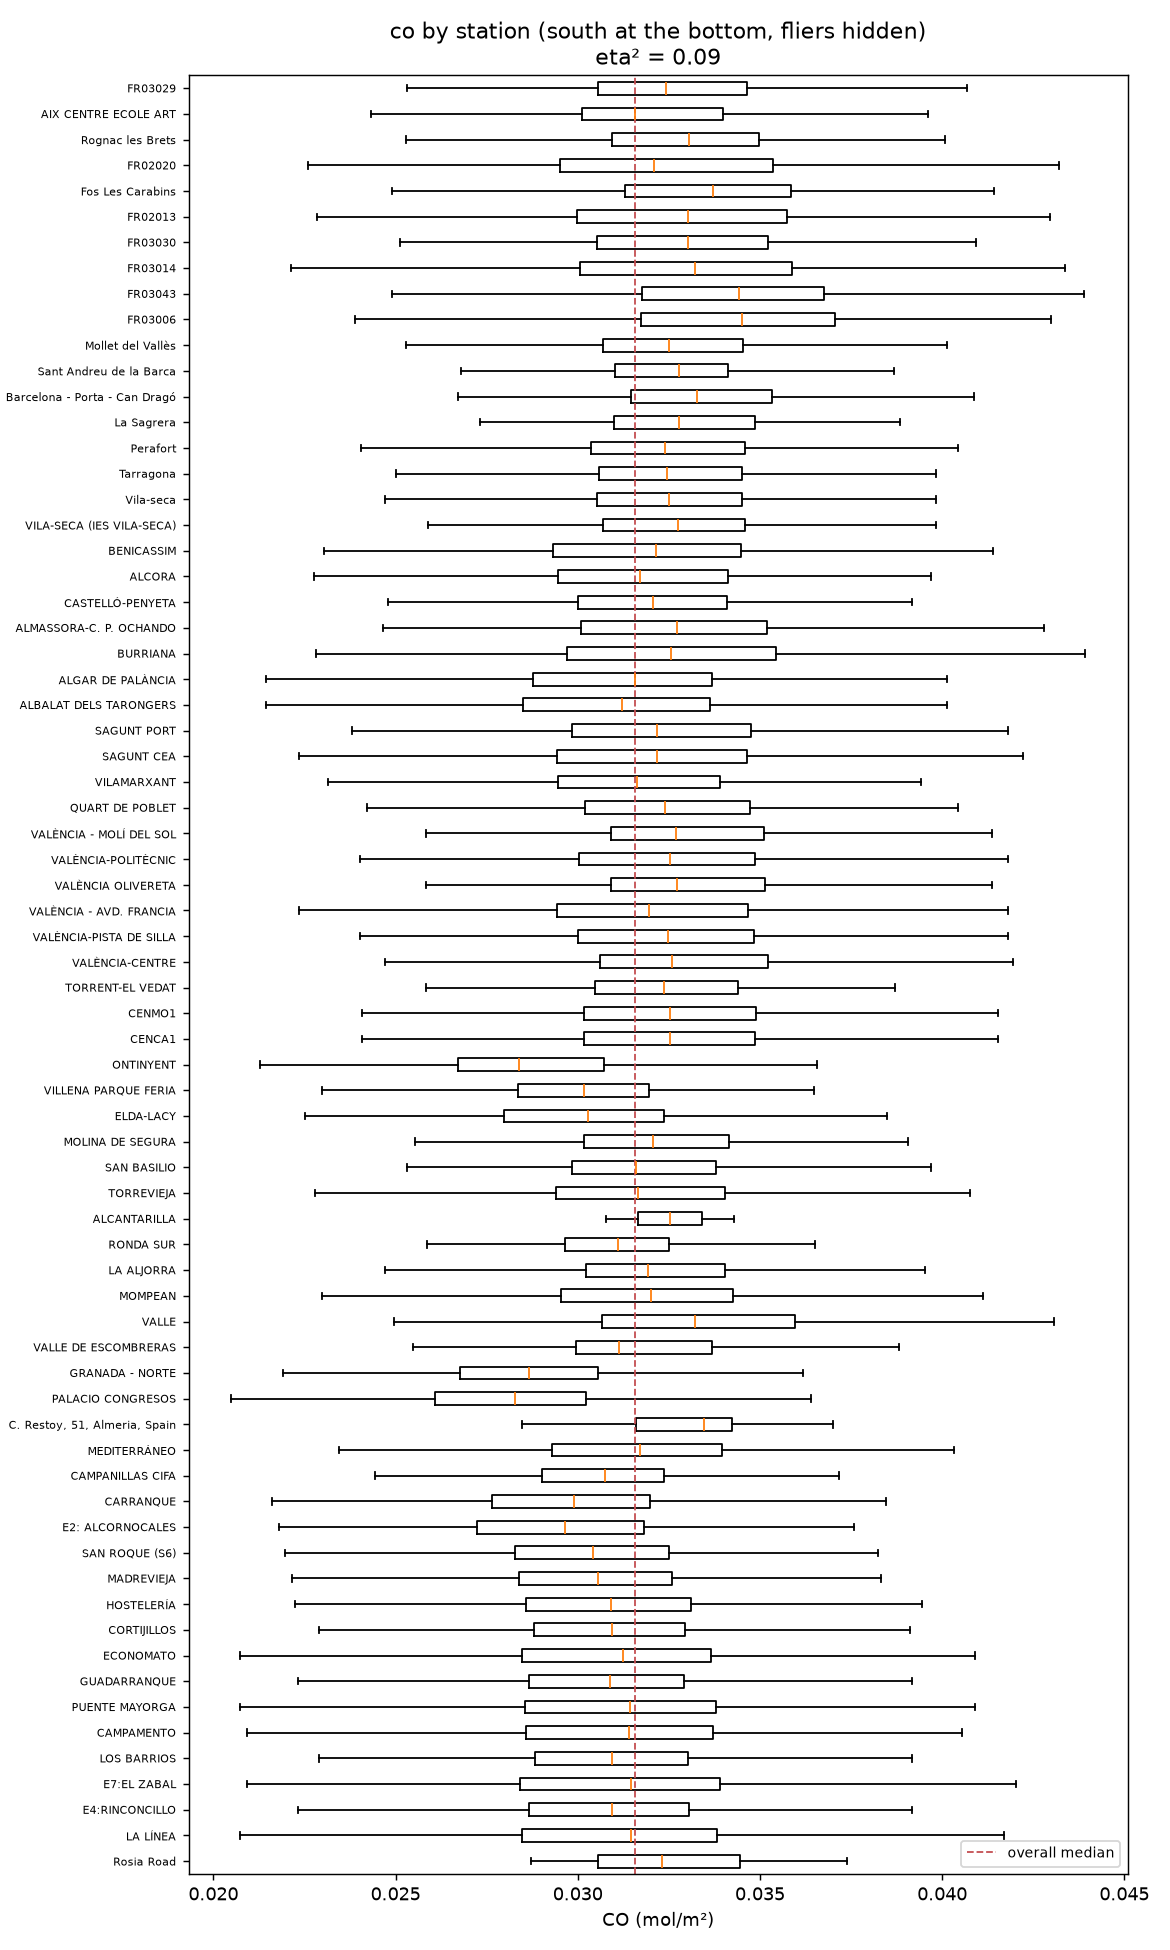 co by station (south at the bottom, fliers hidden)
eta² = 0.09
FR03029
AIX CENTRE ECOLE ART
Rognac les Brets
FR02020
Fos Les Carabins
FR02013
FR03030
FR03014
FR03043
FR03006
Mollet del Vallès
Sant Andreu de la Barca
Barcelona - Porta - Can Dragó
La Sagrera
Perafort
Tarragona
Vila-seca
VILA-SECA (IES VILA-SECA)
BENICASSIM
ALCORA
CASTELLÓ-PENYETA
ALMASSORA-C. P. OCHANDO
BURRIANA
ALGAR DE PALÀNCIA
ALBALAT DELS TARONGERS
SAGUNT PORT
SAGUNT CEA
VILAMARXANT
QUART DE POBLET
VALÈNCIA - MOLÍ DEL SOL
VALÈNCIA-POLITÈCNIC
VALÈNCIA OLIVERETA
VALÈNCIA - AVD. FRANCIA
VALÈNCIA-PISTA DE SILLA
VALÈNCIA-CENTRE
TORRENT-EL VEDAT
CENMO1
CENCA1
ONTINYENT
VILLENA PARQUE FERIA
ELDA-LACY
MOLINA DE SEGURA
SAN BASILIO
TORREVIEJA
ALCANTARILLA
RONDA SUR
LA ALJORRA
MOMPEAN
VALLE
VALLE DE ESCOMBRERAS
GRANADA - NORTE
PALACIO CONGRESOS
C. Restoy, 51, Almeria, Spain
MEDITERRÁNEO
CAMPANILLAS CIFA
CARRANQUE
E2: ALCORNOCALES
SAN ROQUE (S6)
MADREVIEJA
HOSTELERÍA
CORTIJILLOS
ECONOMATO
GUADARRANQUE
PUENTE MAYORGA
CAMPAMENTO
LOS BARRIOS
E7:EL ZABAL
E4:RINCONCILLO
LA LÍNEA
Rosia Road
overall median
0.020 0.025 0.030 0.035 0.040 0.045
CO (mol/m²)